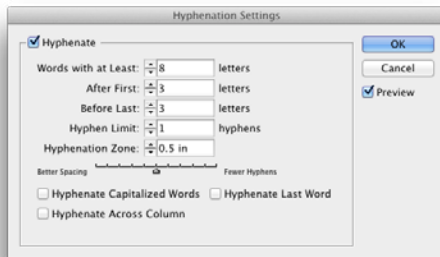 Hyphenation Settings
Hyphenate
OK
Words with at Least: 8 letters
Cancel
After First: 3 letters
Preview
Before Last: 3 letters
Hyphen Limit: 1 hyphens
Hyphenation Zone: 0.5 in
Better Spacing Fewer Hyphens
Hyphenate Capitalized Words Hyphenate Last Word
Hyphenate Across Column